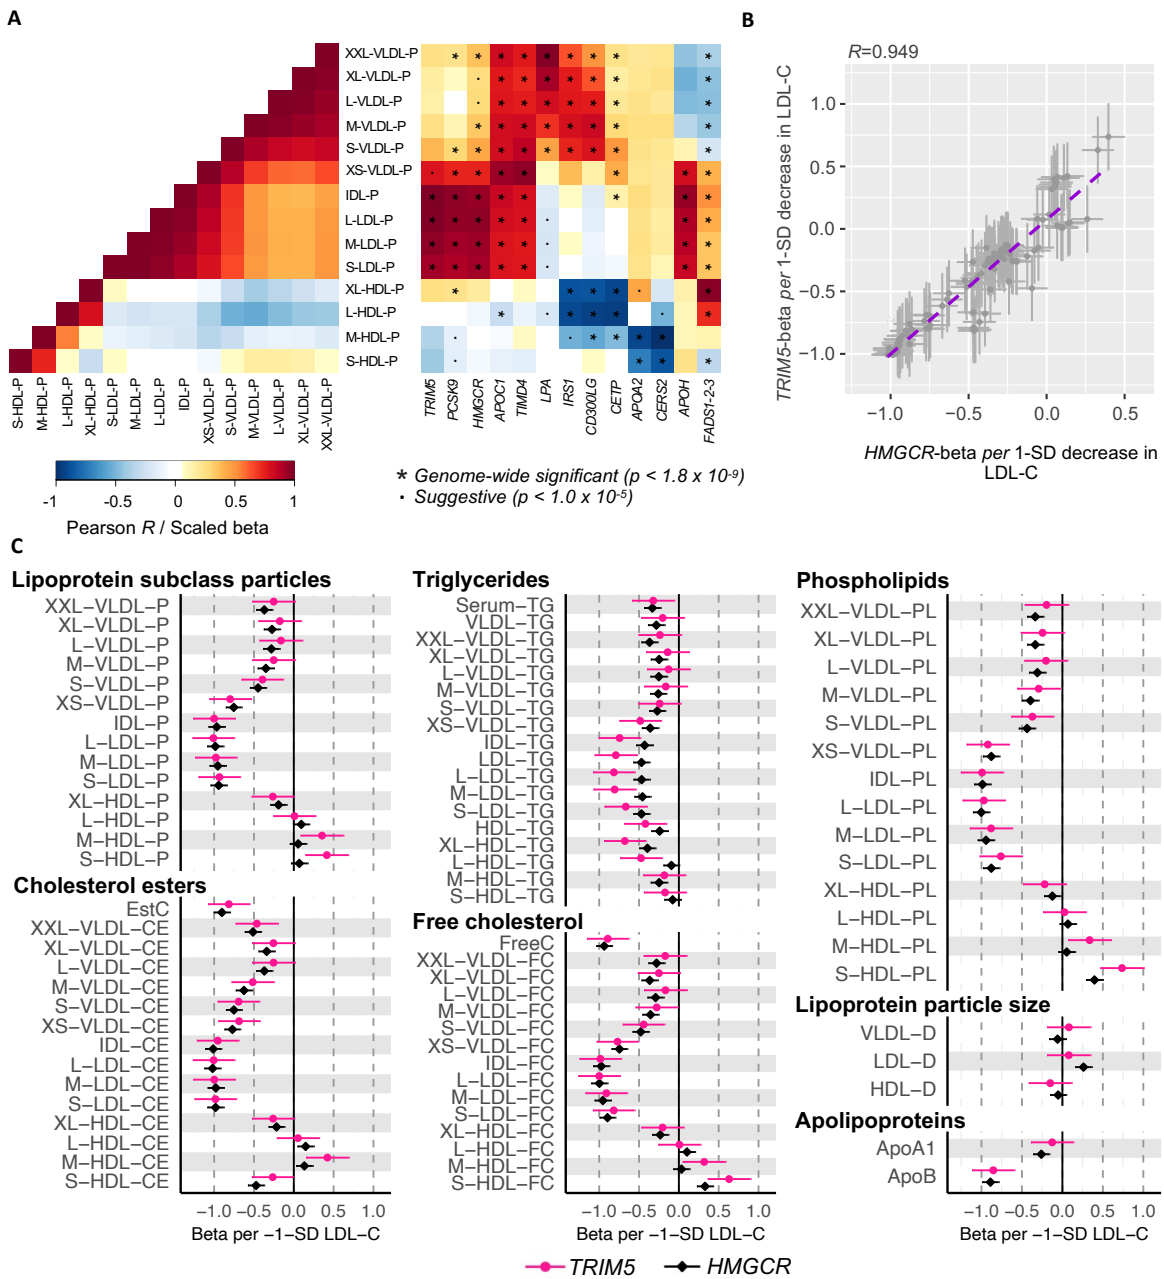 A
XXL-VLDL-P
XL-VLDL-P
L-VLDL-P
M-VLDL-P
S-VLDL-P
XS-VLDL-P
IDL-P
L-LDL-P
M-LDL-P
S-LDL-P
XL-HDL-P
L-HDL-P
M-HDL-P
S-HDL-P
S-HDL-P
M-HDL-P
L-HDL-P
XL-HDL-P
S-LDL-P
M-LDL-P
L-LDL-P
IDL-P
XS-VLDL-P
S-VLDL-P
M-VLDL-P
L-VLDL-P
XL-VLDL-P
XXL-VLDL-P
TRIM5
PCSK9
HMGCR
APOC1
TIMD4
LPA
IRS1
CD300LG
CETP
APOA2
CERS2
APOH
FADS1-2-3
-1 -0.5 0 0.5 1
Pearson R / Scaled beta
* Genome-wide significant (p < 1.8 x 10-9)
· Suggestive (p < 1.0 x 10-5)
B
R=0.949
TRIM5-beta per 1-SD decrease in LDL-C
1.0
0.5
0.0
−0.5
−1.0
−1.0 −0.5 0.0 0.5
HMGCR-beta per 1-SD decrease in
LDL-C
C
Lipoprotein subclass particles
XXL−VLDL−P
XL−VLDL−P
L−VLDL−P
M−VLDL−P
S−VLDL−P
XS−VLDL−P
IDL−P
L−LDL−P
M−LDL−P
S−LDL−P
XL−HDL−P
L−HDL−P
M−HDL−P
S−HDL−P
Cholesterol esters
EstC
XXL−VLDL−CE
XL−VLDL−CE
L−VLDL−CE
M−VLDL−CE
S−VLDL−CE
XS−VLDL−CE
IDL−CE
L−LDL−CE
M−LDL−CE
S−LDL−CE
XL−HDL−CE
L−HDL−CE
M−HDL−CE
S−HDL−CE
−1.0 −0.5 0.0 0.5 1.0
Beta per −1−SD LDL−C
Triglycerides
Serum−TG
VLDL−TG
XXL−VLDL−TG
XL−VLDL−TG
L−VLDL−TG
M−VLDL−TG
S−VLDL−TG
XS−VLDL−TG
IDL−TG
LDL−TG
L−LDL−TG
M−LDL−TG
S−LDL−TG
HDL−TG
XL−HDL−TG
L−HDL−TG
M−HDL−TG
S−HDL−TG
Free cholesterol
FreeC
XXL−VLDL−FC
XL−VLDL−FC
L−VLDL−FC
M−VLDL−FC
S−VLDL−FC
XS−VLDL−FC
IDL−FC
L−LDL−FC
M−LDL−FC
S−LDL−FC
XL−HDL−FC
L−HDL−FC
M−HDL−FC
S−HDL−FC
−1.0 −0.5 0.0 0.5 1.0
Beta per −1−SD LDL−C
Phospholipids
XXL−VLDL−PL
XL−VLDL−PL
L−VLDL−PL
M−VLDL−PL
S−VLDL−PL
XS−VLDL−PL
IDL−PL
L−LDL−PL
M−LDL−PL
S−LDL−PL
XL−HDL−PL
L−HDL−PL
M−HDL−PL
S−HDL−PL
Lipoprotein particle size
VLDL−D
LDL−D
HDL−D
Apolipoproteins
ApoA1
ApoB
−1.0 −0.5 0.0 0.5 1.0
Beta per −1−SD LDL−C
TRIM5 HMGCR